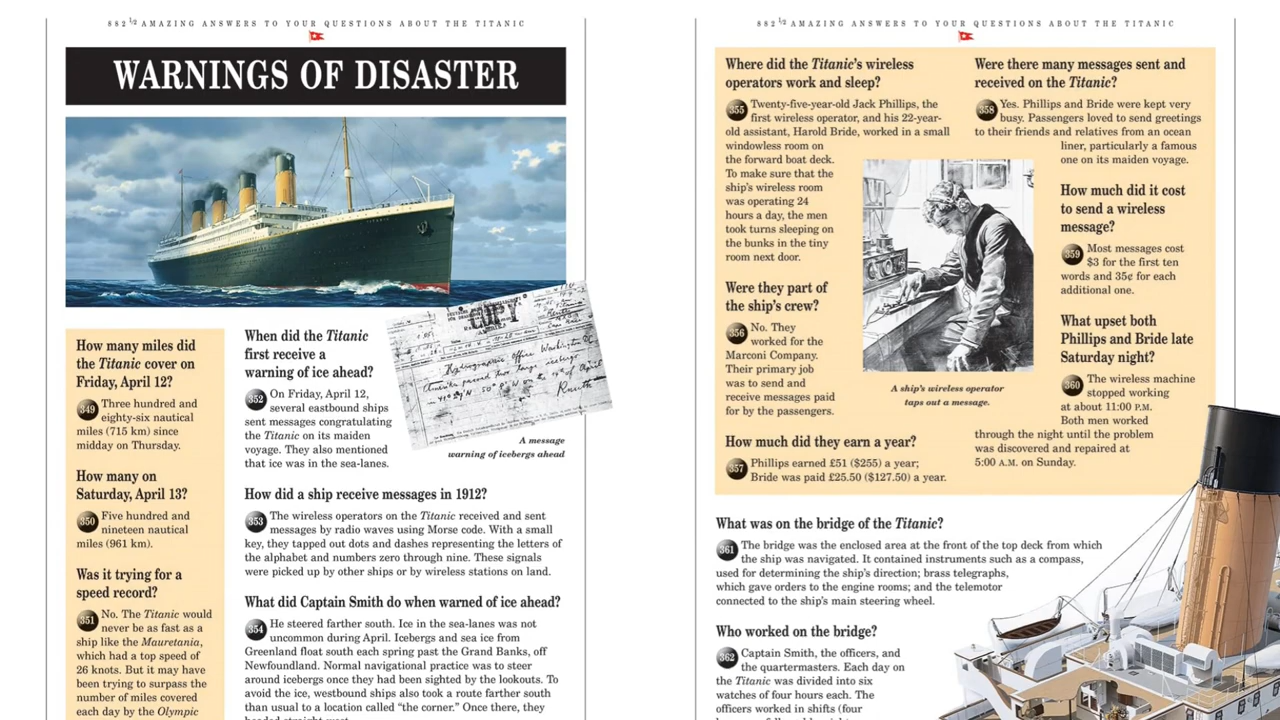 882 ½ AMAZING ANSWERS TO YOUR QUESTIONS ABOUT THE TITANIC
WARNINGS OF DISASTER
How many miles did
the Titanic cover on
Friday, April 12?
349 Three hundred and
eighty-six nautical
miles (715 km) since
midday on Thursday.
How many on
Saturday, April 13?
350 Five hundred and
nineteen nautical
miles (961 km).
Was it trying for a
speed record?
351 No. The Titanic would
never be as fast as a
ship like the Mauretania,
which had a top speed of
26 knots. But it may have
been trying to surpass the
number of miles covered
each day by the Olympic
When did the Titanic
first receive a
warning of ice ahead?
352 On Friday, April 12,
several eastbound ships
sent messages congratulating
the Titanic on its maiden
voyage. They also mentioned
that ice was in the sea-lanes.
COPY
Hydrographic Office Washington DC
A message
warning of icebergs ahead
How did a ship receive messages in 1912?
353 The wireless operators on the Titanic received and sent
messages by radio waves using Morse code. With a small
key, they tapped out dots and dashes representing the letters of
the alphabet and numbers zero through nine. These signals
were picked up by other ships or by wireless stations on land.
What did Captain Smith do when warned of ice ahead?
354 He steered farther south. Ice in the sea-lanes was not
uncommon during April. Icebergs and sea ice from
Greenland float south each spring past the Grand Banks, off
Newfoundland. Normal navigational practice was to steer
around icebergs once they had been sighted by the lookouts. To
avoid the ice, westbound ships also took a route farther south
than usual to a location called “the corner.” Once there, they
882 ½ AMAZING ANSWERS TO YOUR QUESTIONS ABOUT THE TITANIC
Where did the Titanic’s wireless
operators work and sleep?
355 Twenty-five-year-old Jack Phillips, the
first wireless operator, and his 22-year-
old assistant, Harold Bride, worked in a small
windowless room on
the forward boat deck.
To make sure that the
ship’s wireless room
was operating 24
hours a day, the men
took turns sleeping on
the bunks in the tiny
room next door.
Were they part of
the ship’s crew?
356 No. They
worked for the
Marconi Company.
Their primary job
was to send and
receive messages paid
for by the passengers.
How much did they earn a year?
357 Phillips earned £51 ($255) a year;
Bride was paid £25.50 ($127.50) a year.
A ship’s wireless operator
taps out a message.
Were there many messages sent and
received on the Titanic?
358 Yes. Phillips and Bride were kept very
busy. Passengers loved to send greetings
to their friends and relatives from an ocean
liner, particularly a famous
one on its maiden voyage.
How much did it cost
to send a wireless
message?
359 Most messages cost
$3 for the first ten
words and 35¢ for each
additional one.
What upset both
Phillips and Bride late
Saturday night?
360 The wireless machine
stopped working
at about 11:00 P.M.
Both men worked
through the night until the problem
was discovered and repaired at
5:00 A.M. on Sunday.
What was on the bridge of the Titanic?
361 The bridge was the enclosed area at the front of the top deck from which
the ship was navigated. It contained instruments such as a compass,
used for determining the ship’s direction; brass telegraphs,
which gave orders to the engine rooms; and the telemotor
connected to the ship’s main steering wheel.
Who worked on the bridge?
362 Captain Smith, the officers, and
the quartermasters. Each day on
the Titanic was divided into six
watches of four hours each. The
officers worked in shifts (four